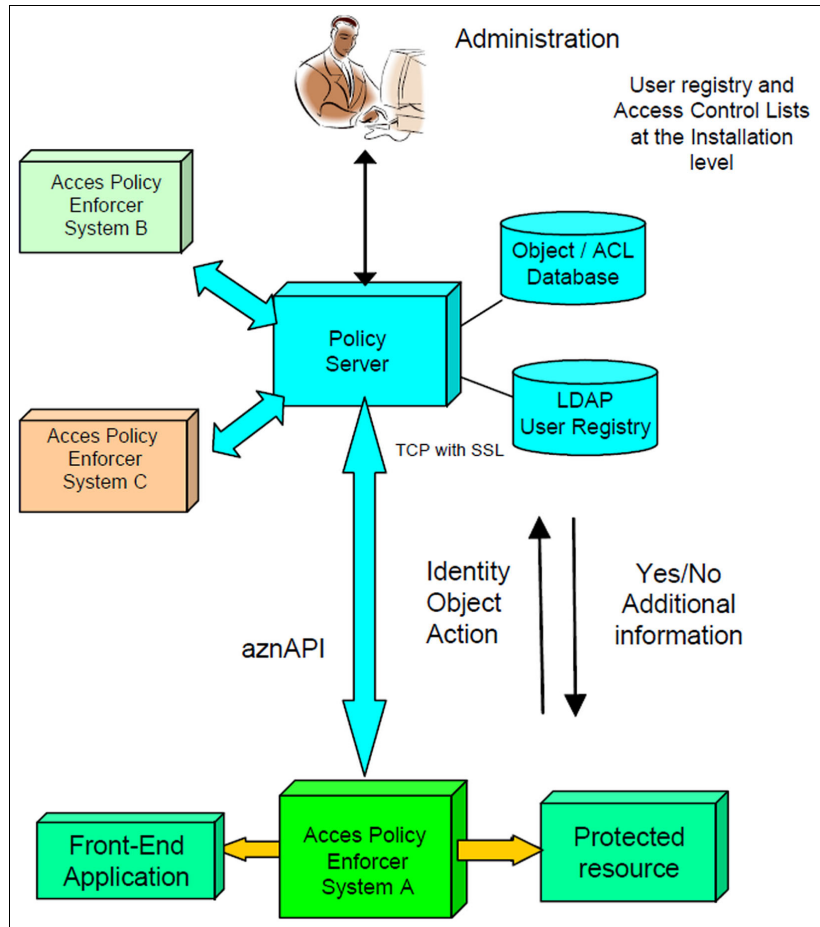 Administration
User registry and
Access Control Lists
at the Installation
level
Acces Policy
Enforcer
System B
Object / ACL
Database
Policy
Server
LDAP
User Registry
Acces Policy
Enforcer
System C
TCP with SSL
Identity
Object
Action
Yes/No
Additional
information
aznAPI
Front-End
Application
Acces Policy
Enforcer
System A
Protected
resource